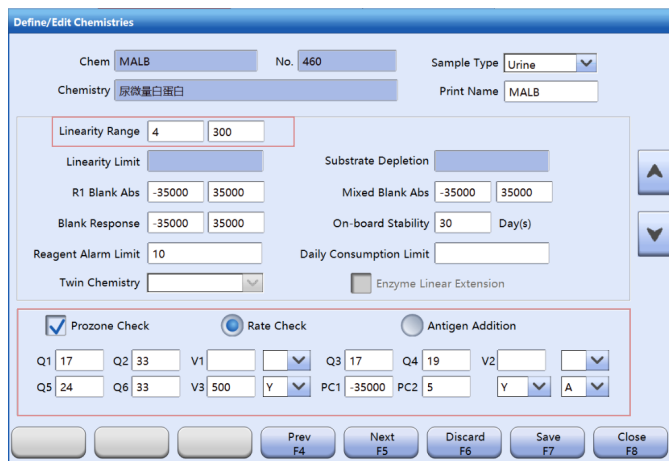 Define/Edit Chemistries
Chem MALB No. 460 Sample Type Urine
Chemistry 尿微量白蛋白 Print Name MALB
Linearity Range 4 300
Linearity Limit Substrate Depletion
R1 Blank Abs -35000 35000 Mixed Blank Abs -35000 35000
Blank Response -35000 35000 On-board Stability 30 Day(s)
Reagent Alarm Limit 10 Daily Consumption Limit
Twin Chemistry Enzyme Linear Extension
Prozone Check Rate Check Antigen Addition
Q1 17 Q2 33 V1 Q3 17 Q4 19 V2
Q5 24 Q6 33 V3 500 Y PC1 -35000 PC2 5 Y A
Prev Next Discard Save Close
F4 F5 F6 F7 F8